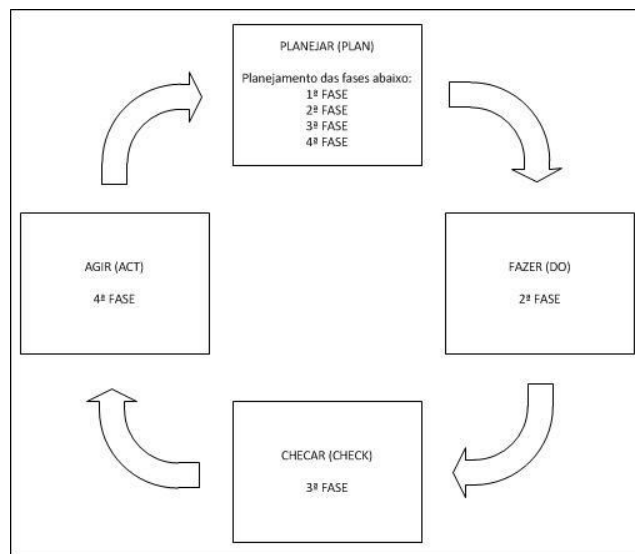 PLANEJAR (PLAN)
Planejamento das fases abaixo:
1ª FASE
2ª FASE
3ª FASE
4ª FASE
AGIR (ACT)
4ª FASE
FAZER (DO)
2ª FASE
CHECAR (CHECK)
3ª FASE